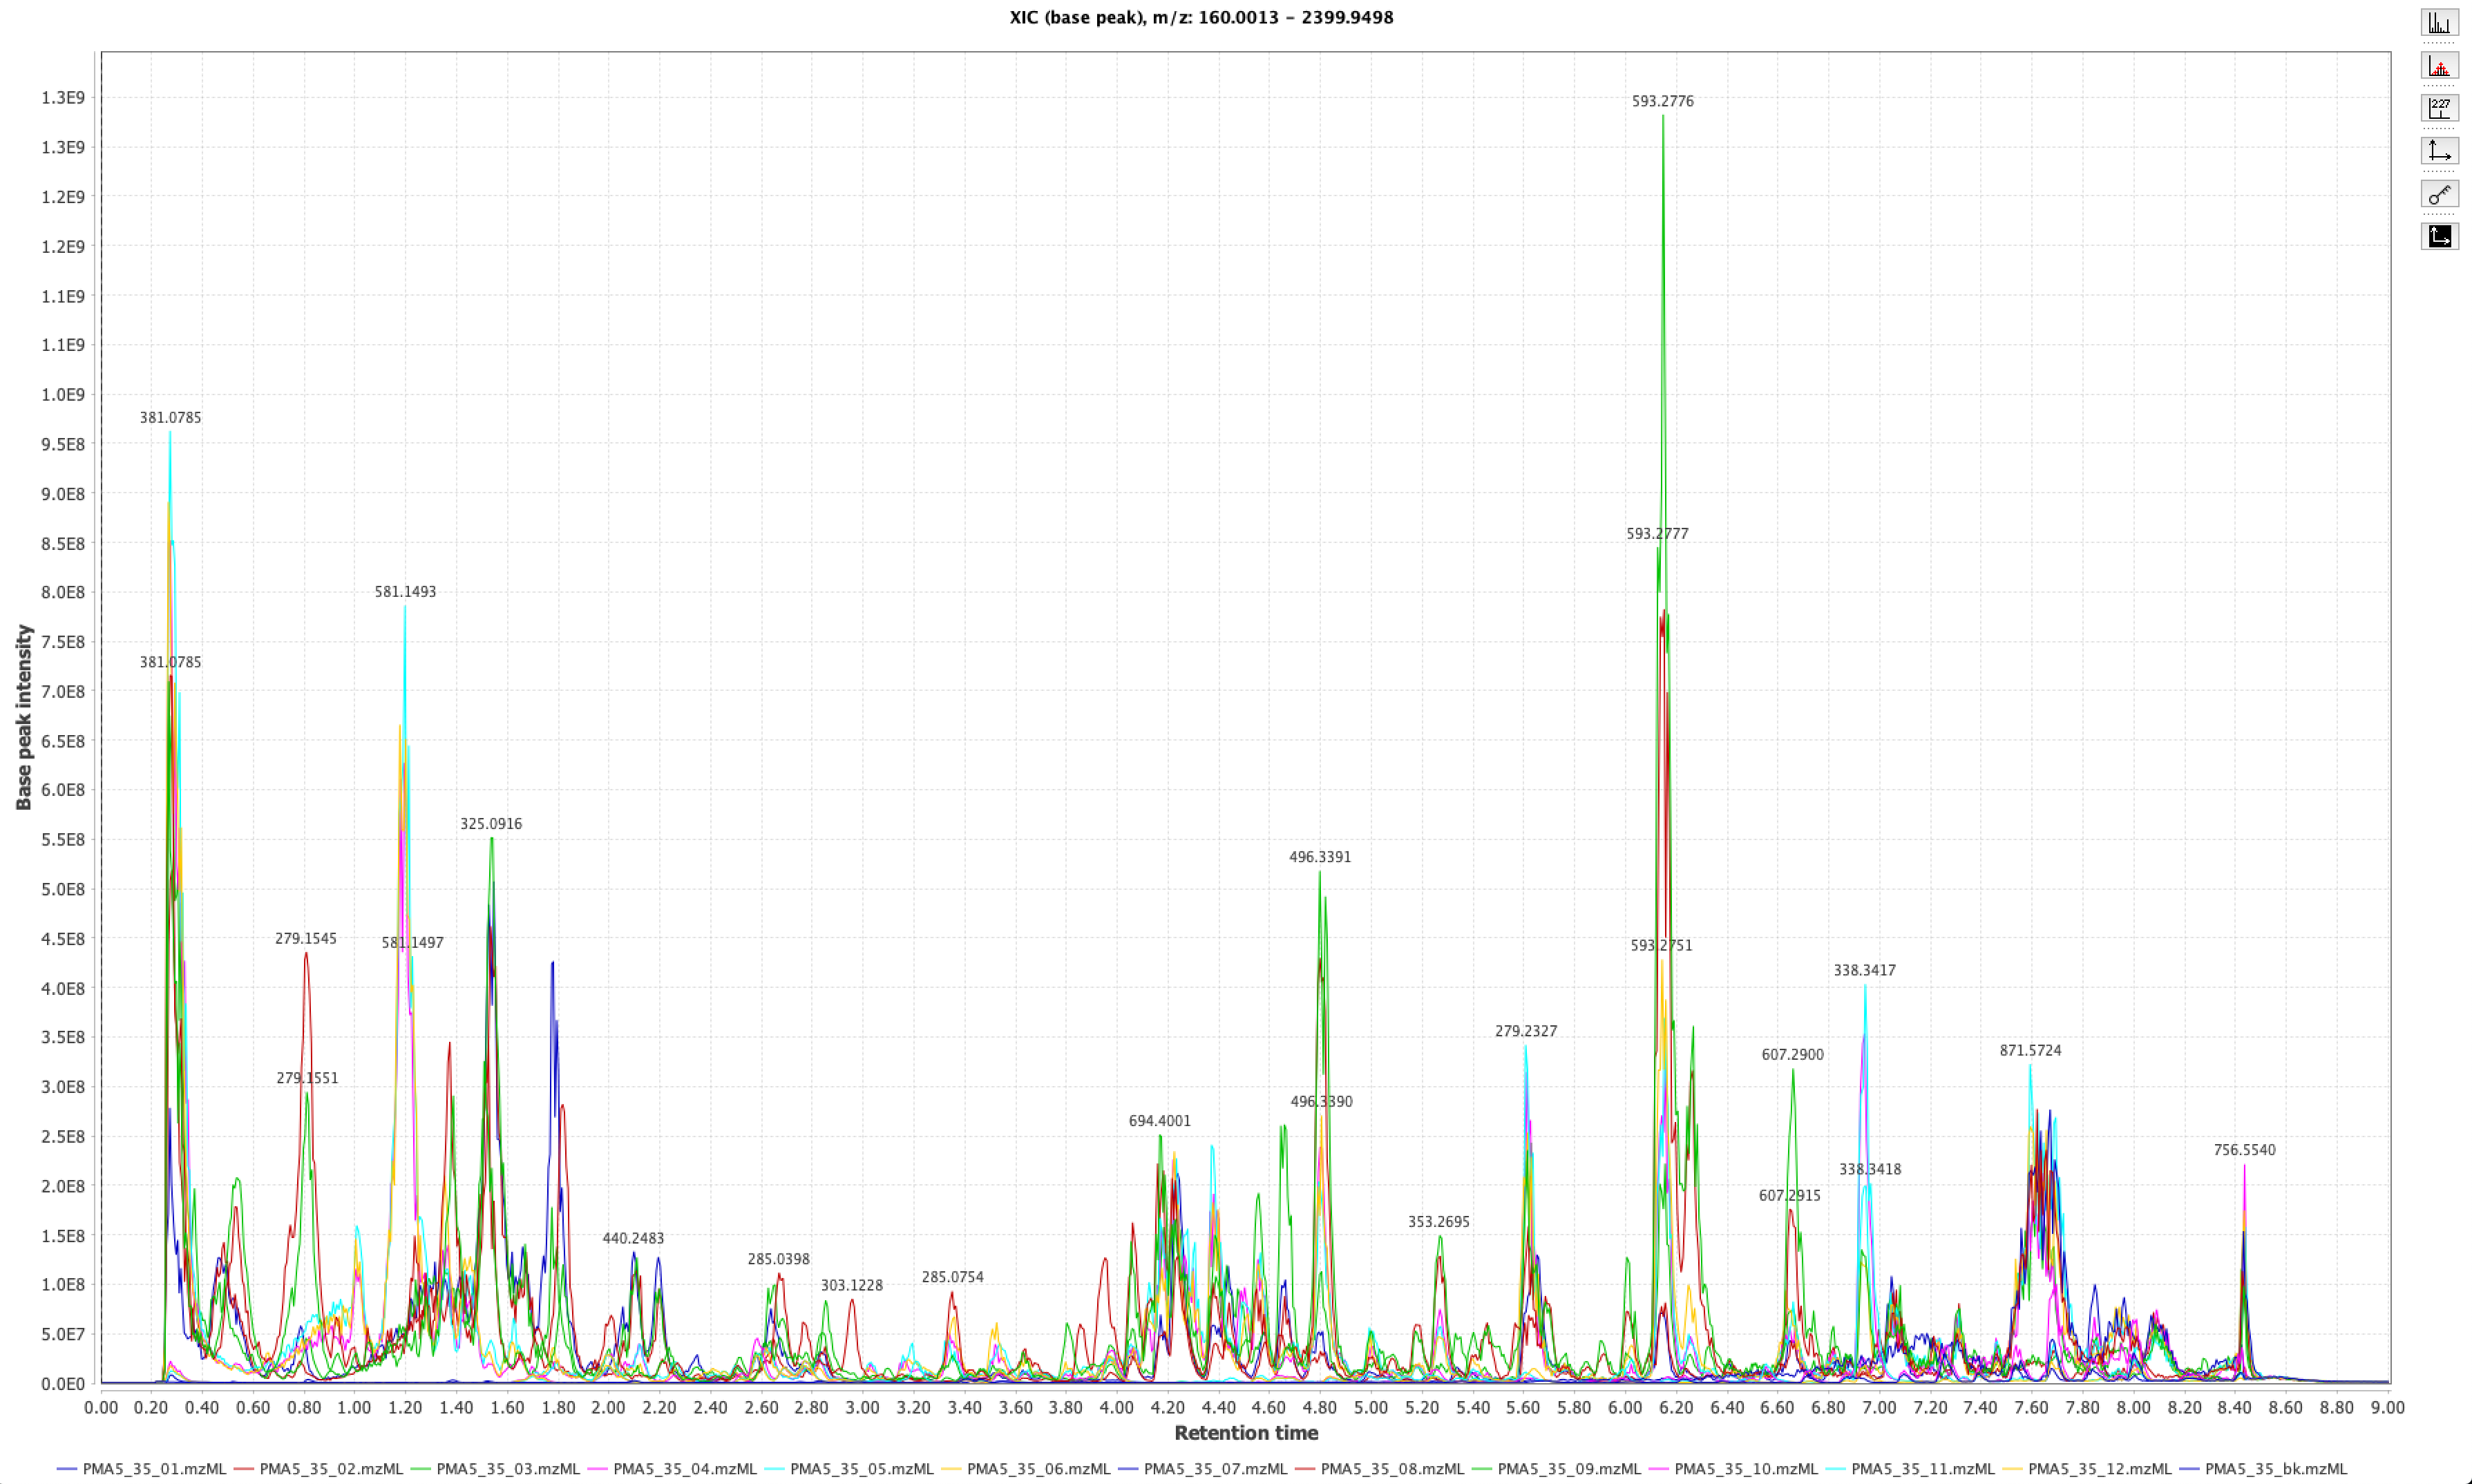 XIC (base peak), m/z: 160.0013 - 2399.9498
227
Base peak intensity
1.3E9
1.3E9
1.2E9
1.2E9
1.1E9
1.1E9
1.0E9
9.5E8
9.0E8
8.5E8
8.0E8
7.5E8
7.0E8
6.5E8
6.0E8
5.5E8
5.0E8
4.5E8
4.0E8
3.5E8
3.0E8
2.5E8
2.0E8
1.5E8
1.0E8
5.0E7
0.0E0
593.2776
381.0785
593.2777
581.1493
381.0785
325.0916
496.3391
279.1545
581.1497
593.2751
338.3417
279.2327
607.2900
871.5724
279.1551
496.3390
694.4001
756.5540
338.3418
607.2915
353.2695
440.2483
285.0398
303.1228
285.0754
0.00 0.20 0.40 0.60 0.80 1.00 1.20 1.40 1.60 1.80 2.00 2.20 2.40 2.60 2.80 3.00 3.20 3.40 3.60 3.80 4.00 4.20 4.40 4.60 4.80 5.00 5.20 5.40 5.60 5.80 6.00 6.20 6.40 6.60 6.80 7.00 7.20 7.40 7.60 7.80 8.00 8.20 8.40 8.60 8.80 9.00
Retention time
PMA5_35_01.mzML PMA5_35_02.mzML PMA5_35_03.mzML PMA5_35_04.mzML PMA5_35_05.mzML PMA5_35_06.mzML PMA5_35_07.mzML PMA5_35_08.mzML PMA5_35_09.mzML PMA5_35_10.mzML PMA5_35_11.mzML PMA5_35_12.mzML PMA5_35_bk.mzML